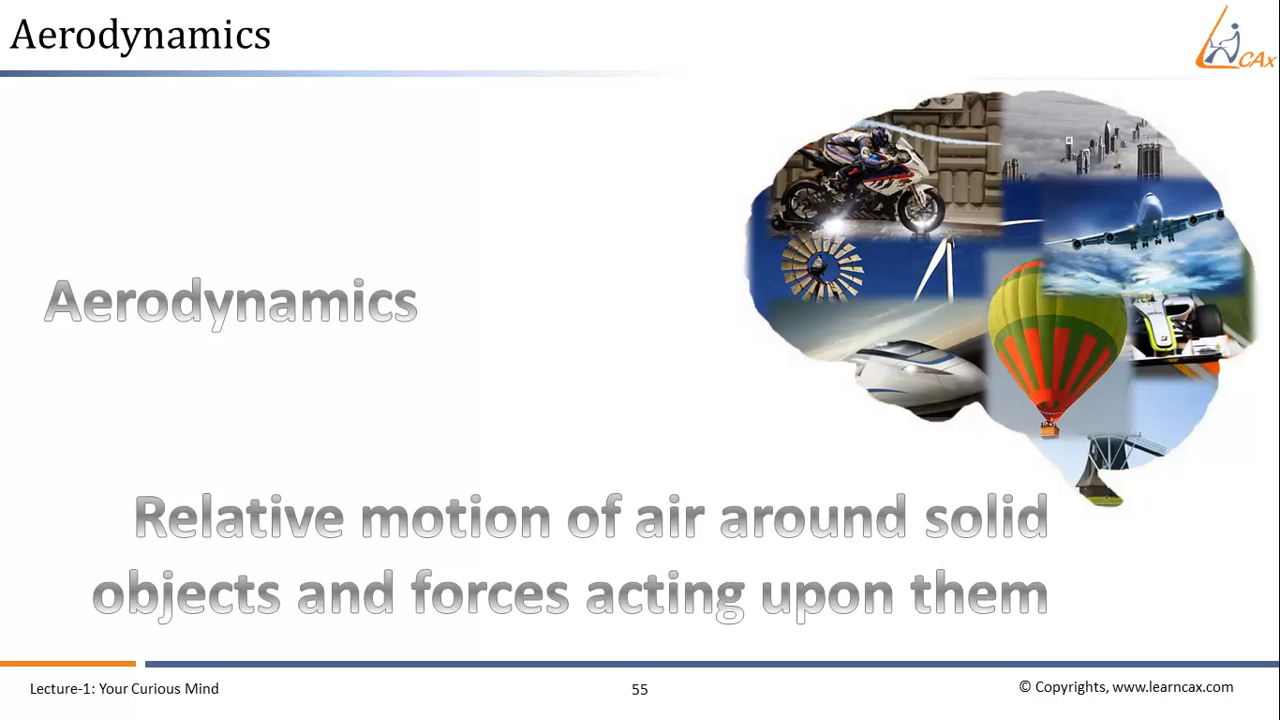 Aerodynamics
CAx
Aerodynamics
Relative motion of air around solid
objects and forces acting upon them
Lecture-1: Your Curious Mind
55
© Copyrights, www.learncax.com